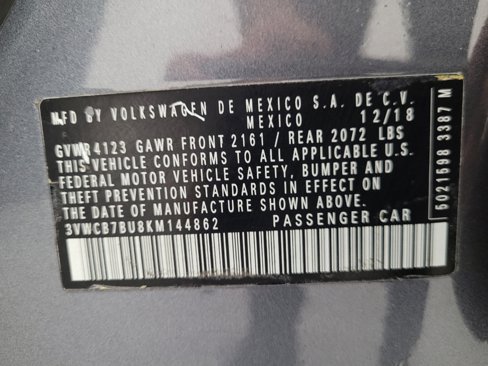 MFD BY VOLKSWAGEN DE MEXICO S.A. DE C.V.
MEXICO 12/18
GVWR 4123 GAWR FRONT 2161 / REAR 2072 LBS
THIS VEHICLE CONFORMS TO ALL APPLICABLE U.S.
FEDERAL MOTOR VEHICLE SAFETY, BUMPER AND
THEFT PREVENTION STANDARDS IN EFFECT ON
THE DATE OF MANUFACTURE SHOWN ABOVE.
3VWCB7BU8KM144862 PASSENGER CAR
5021598 3387 M